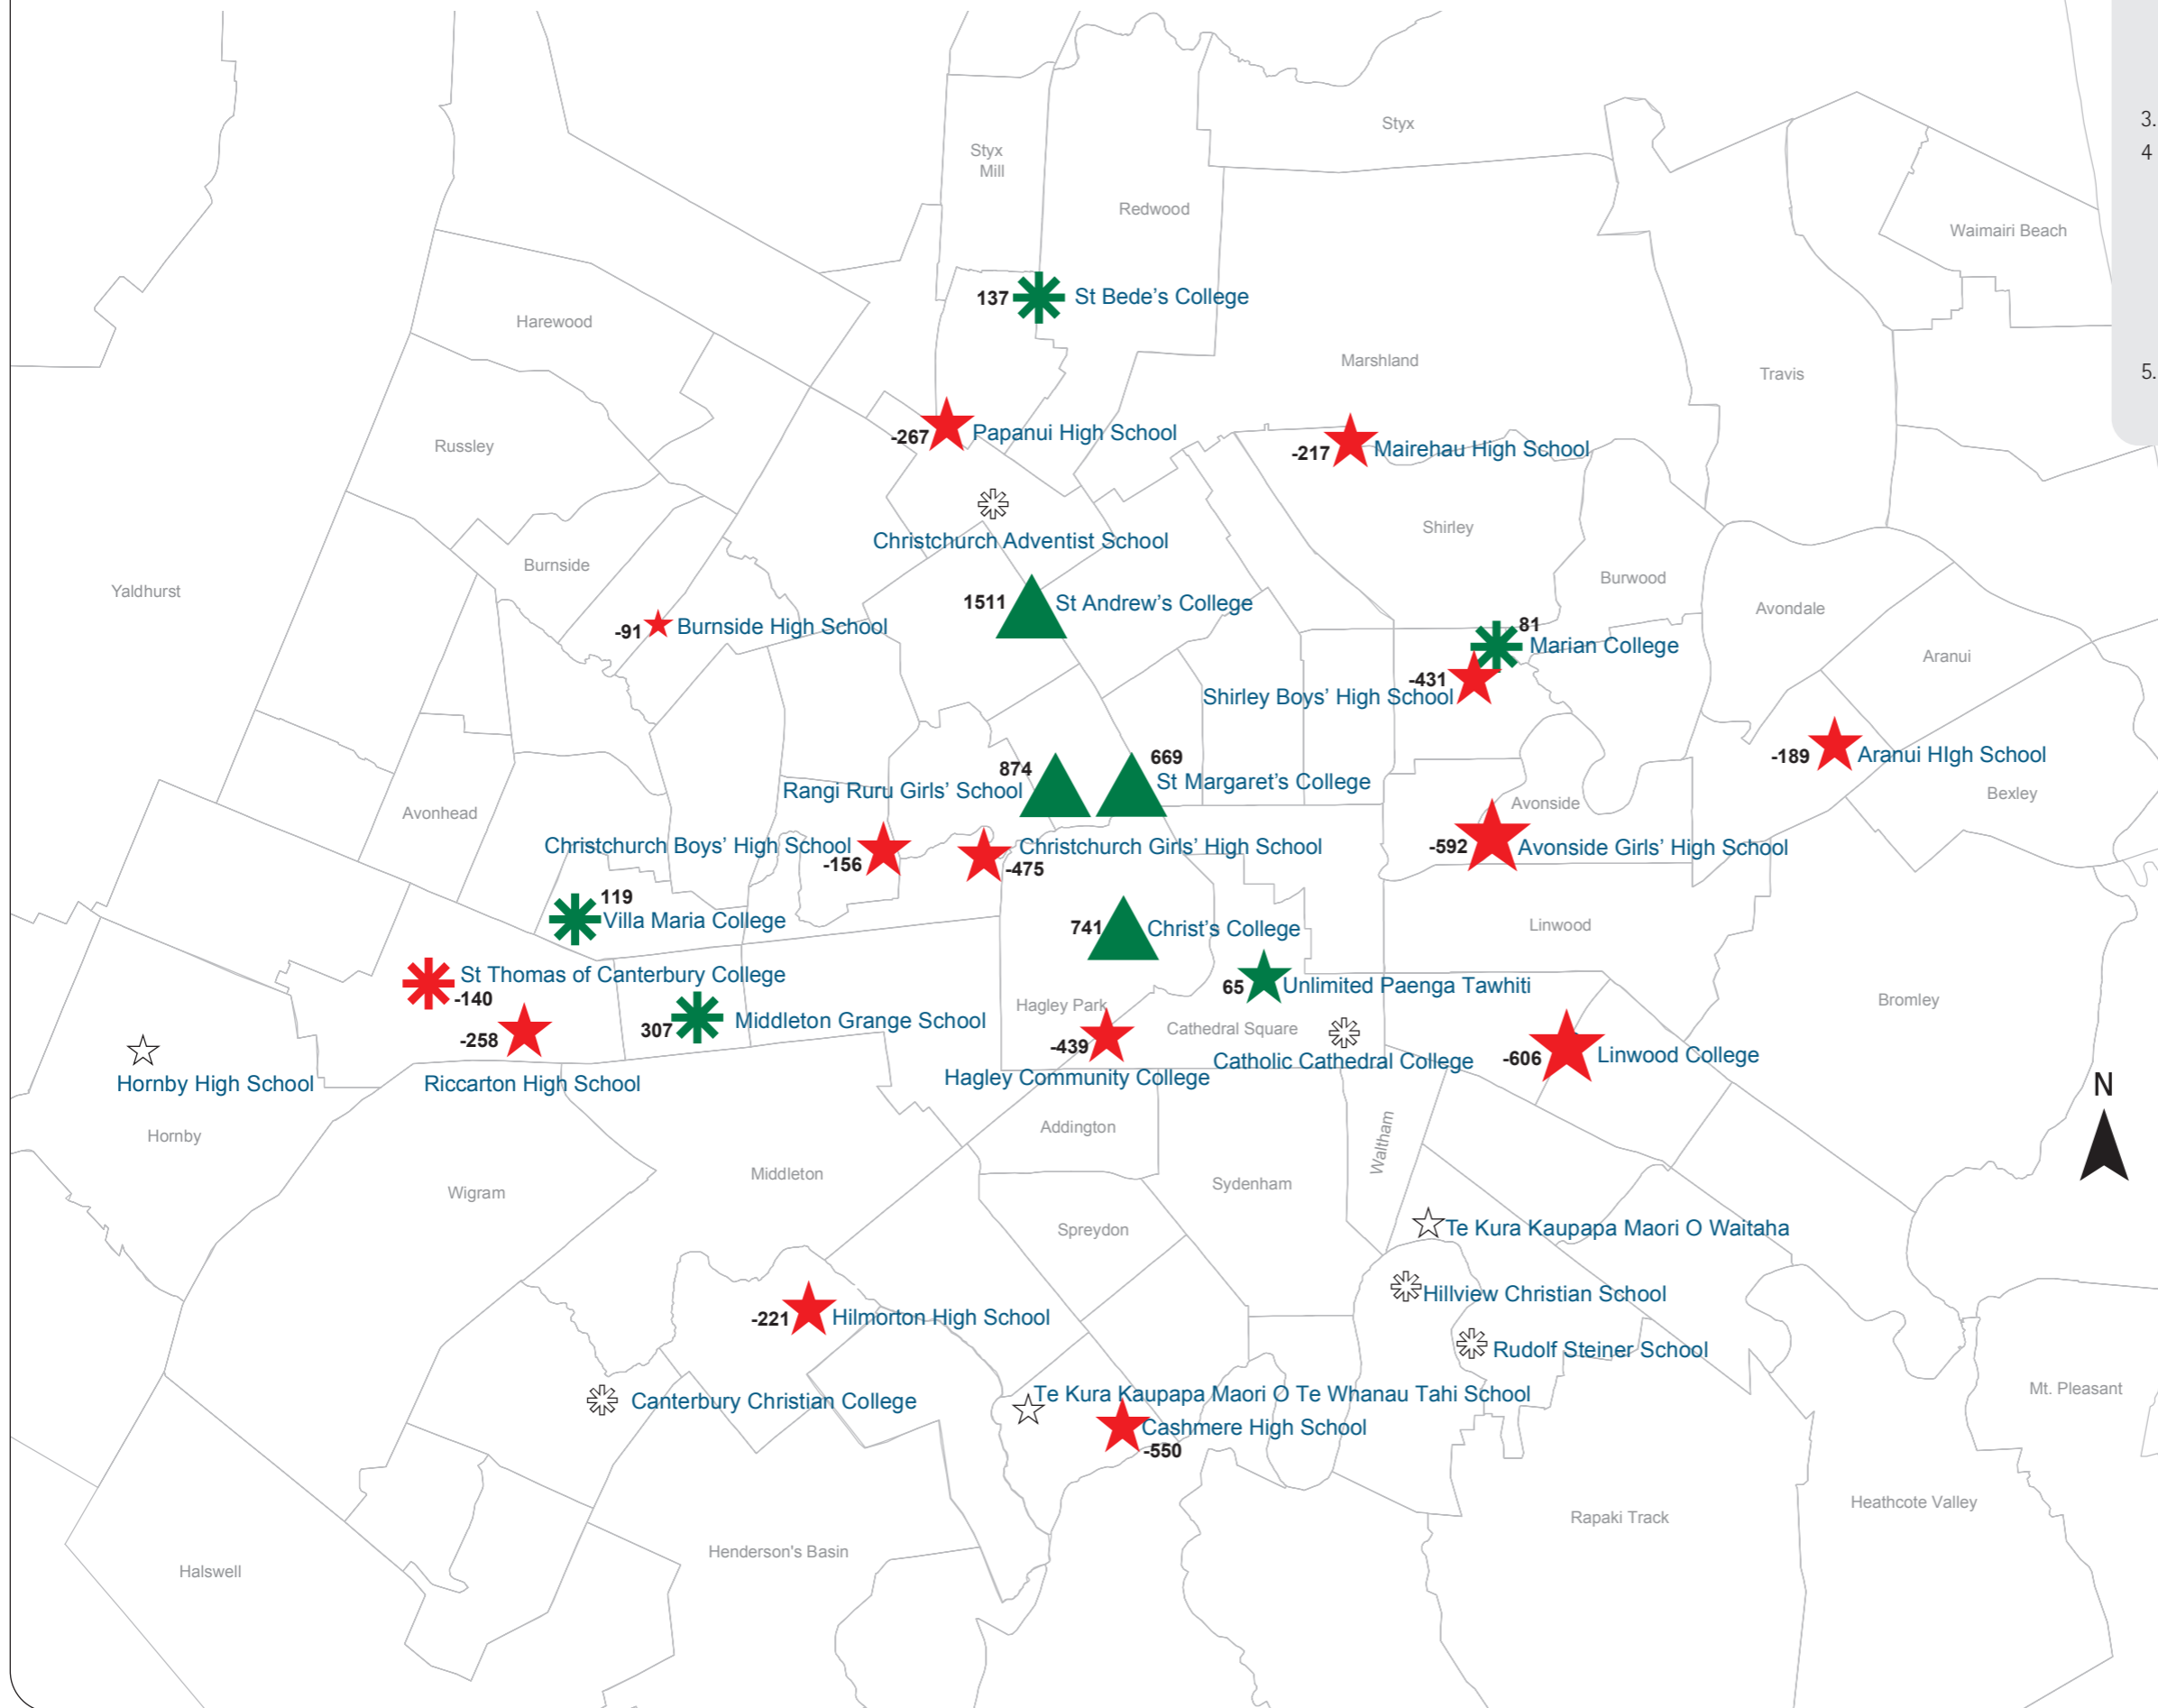 3.
Styx
4
Styx
Mill
Redwood
Waimairi Beach
137 St Bede's College
Harewood
Marshland
5.
Travis
-267 Papanui High School
Russley
-217 Mairehau High School
Shirley
Christchurch Adventist School
Burnside
Burwood
Yaldhurst
1511 St Andrew's College
Avondale
-91 Burnside High School
81
Marian College
Aranui
-431
Shirley Boys' High School
-189 Aranui HIgh School
669
874
St Margaret's College
Rangi Ruru Girls' School
Bexley
Avonside
Avonhead
Christchurch Boys' High School
-156
Christchurch Girls' High School
-475
-592 Avonside Girls' High School
119
Villa Maria College
741 Christ's College
Linwood
St Thomas of Canterbury College
-140
65 Unlimited Paenga Tawhiti
Hagley Park
Bromley
307 Middleton Grange School
Cathedral Square
-258
Riccarton High School
-439
Hagley Community College
Catholic Cathedral College
-606 Linwood College
Hornby High School
N
Addington
Waltham
Hornby
Middleton
Sydenham
Wigram
Spreydon
Te Kura Kaupapa Maori O Waitaha
Hillview Christian School
-221 Hilmorton High School
Rudolf Steiner School
Mt. Pleasant
Te Kura Kaupapa Maori O Te Whanau Tahi School
Canterbury Christian College
Cashmere High School
-550
Heathcote Valley
Rapaki Track
Henderson's Basin
Halswell